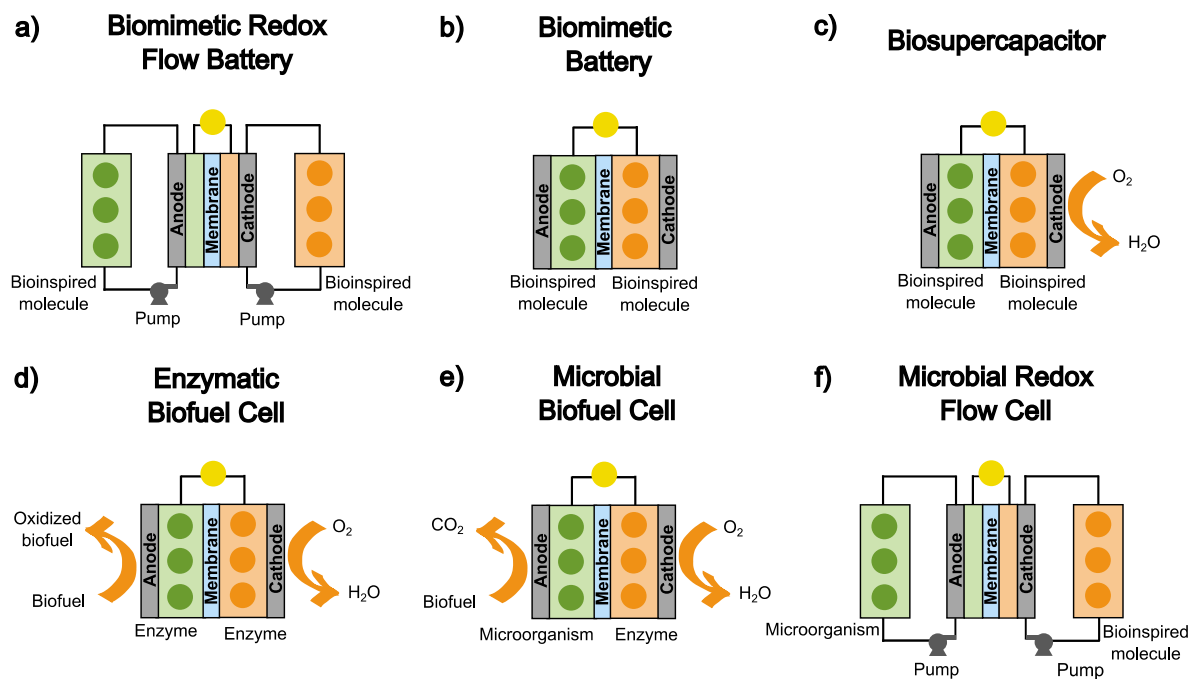 a)
Biomimetic Redox
Flow Battery
Anode
Membrane
Cathode
Bioinspired
molecule
Pump
Pump
Bioinspired
molecule
b)
Biomimetic
Battery
Anode
Mnbrane
Cathode
Bioinspired
molecule
Bioinspired
molecule
c)
Biosupercapacitor
Anode
Membrane
Cathode
O₂
H₂O
Bioinspired
molecule
Bioinspired
molecule
d)
Enzymatic
Biofuel Cell
Oxidized
biofuel
Biofuel
Anode
Membrane
Cathode
O₂
H₂O
Enzyme
Enzyme
e)
Microbial
Biofuel Cell
CO₂
Biofuel
Anode
Membrane
Cathode
O₂
H₂O
Microorganism
Enzyme
f)
Microbial Redox
Flow Cell
Anode
Membrane
Cathode
Microorganism
Pump
Pump
Bioinspired
molecule